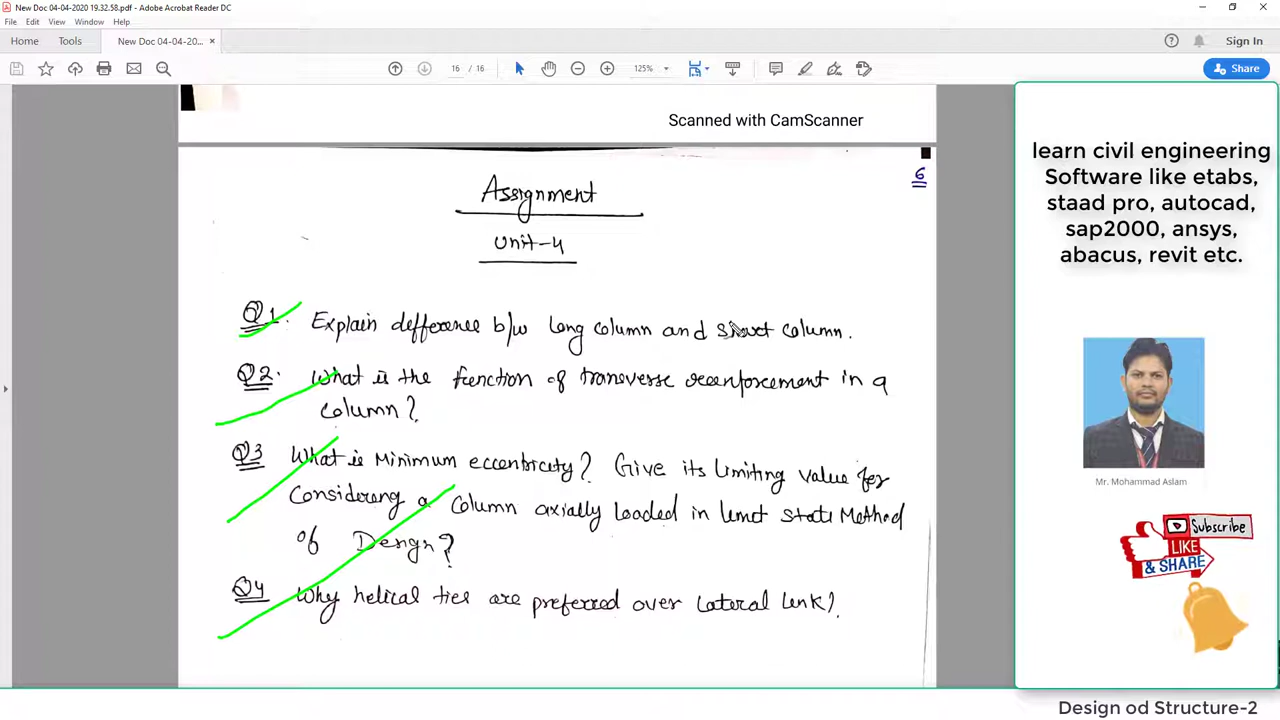 New Doc 04-04-2020 19.32.58.pdf - Adobe Acrobat Reader DC
File Edit View Window Help
Home Tools New Doc 04-04-20... × Sign In
16 / 16 125% Share
Scanned with CamScanner
6
Assignment
Unit-4
Q1. Explain difference b/w long column and short column.
Q2. What is the function of transverse reenforcement in a
column?
Q3 What is Minimum eccentricity? Give its limiting value for
Considering a Column axially loaded in limit state Method
of Design?
Q4 Why helical ties are preferred over Lateral link?
learn civil engineering
Software like etabs,
staad pro, autocad,
sap2000, ansys,
abacus, revit etc.
Mr. Mohammad Aslam
Subscribe
LIKE
& SHARE
Design od Structure-2